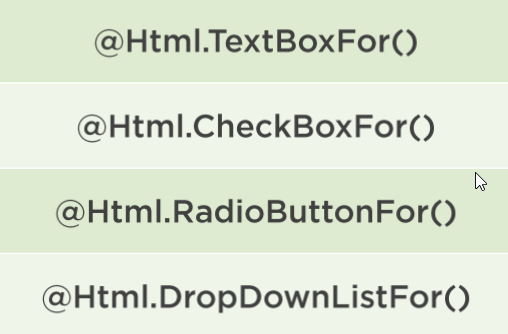 @Html.TextBoxFor()
@Html.CheckBoxFor()
@Html.RadioButtonFor()
@Html.DropDownListFor()